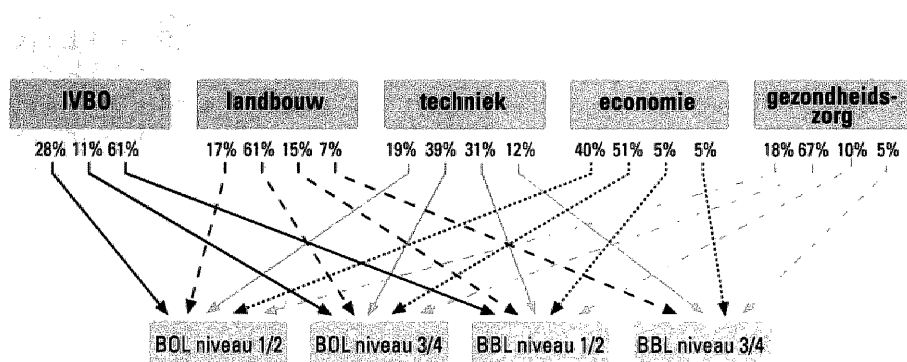 IVBO
landbouw
techniek
economie
gezondheids-
zorg
28% 11% 61%
17% 61% 15% 7%
19% 39% 31% 12%
40% 51% 5% 5%
18% 67% 10% 5%
BOL niveau 1/2
BOL niveau 3/4
BBL niveau 1/2
BBL niveau 3/4